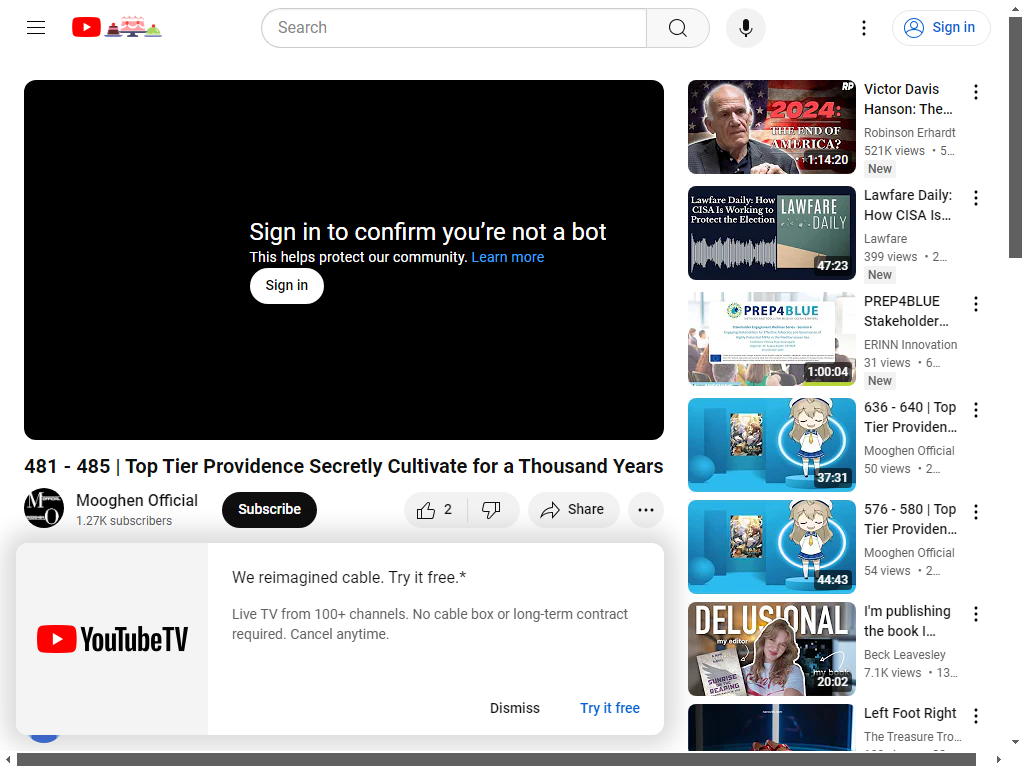 Search
Sign in
Sign in to confirm you’re not a bot
This helps protect our community. Learn more
Sign in
481 - 485 | Top Tier Providence Secretly Cultivate for a Thousand Years
Mooghen Official
1.27K subscribers
Subscribe
2
Share
We reimagined cable. Try it free.*
Live TV from 100+ channels. No cable box or long-term contract
required. Cancel anytime.
YouTubeTV
Dismiss
Try it free
RP
2024:
THE END OF
AMERICA?
1:14:20
Victor Davis
Hanson: The...
Robinson Erhardt
521K views • 5...
New
Lawfare Daily: How
CISA Is Working to
Protect the Election
LAWFARE
DAILY
47:23
Lawfare Daily:
How CISA Is...
Lawfare
399 views • 2...
New
PREP4BLUE
1:00:04
PREP4BLUE
Stakeholder...
ERINN Innovation
31 views • 6...
New
37:31
636 - 640 | Top
Tier Providen...
Mooghen Official
50 views • 2...
44:43
576 - 580 | Top
Tier Providen...
Mooghen Official
54 views • 2...
DELUSIONAL
my editor
my book
SUNRISE
READING
20:02
I'm publishing
the book I...
Beck Leavesley
7.1K views • 13...
Left Foot Right
The Treasure Tro...